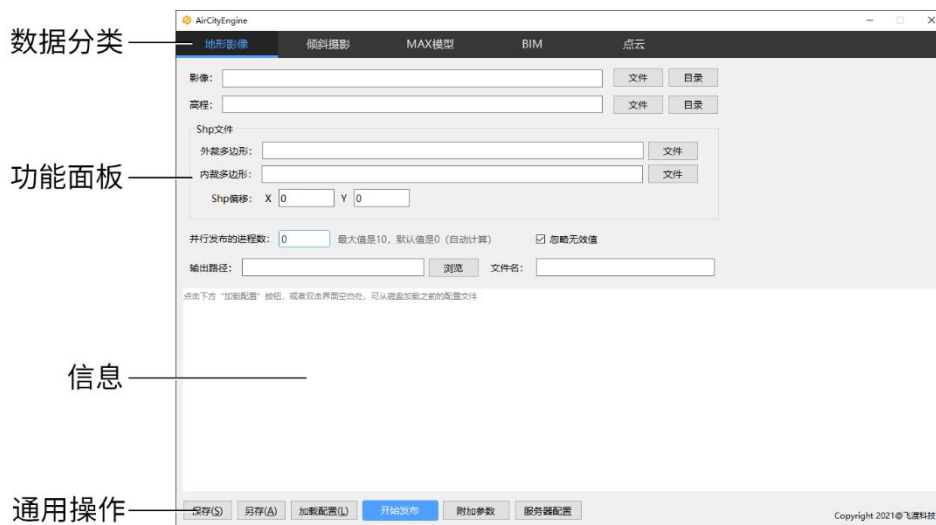 AirCityEngine
数据分类
地形影像 倾斜摄影 MAX模型 BIM 点云
影像: 文件 目录
高程: 文件 目录
Shp文件
外裁多边形: 文件
功能面板
内裁多边形: 文件
Shp偏移: X 0 Y 0
并行发布的进程数: 0 最大值是10，默认值是0（自动计算） 忽略无效值
输出路径: 浏览 文件名:
点击下方“加载配置”按钮，或者双击界面空白处，可从磁盘加载之前的配置文件
信息
通用操作
保存(S) 另存(A) 加载配置(L) 开始发布 附加参数 服务器配置
Copyright 2021@飞渡科技